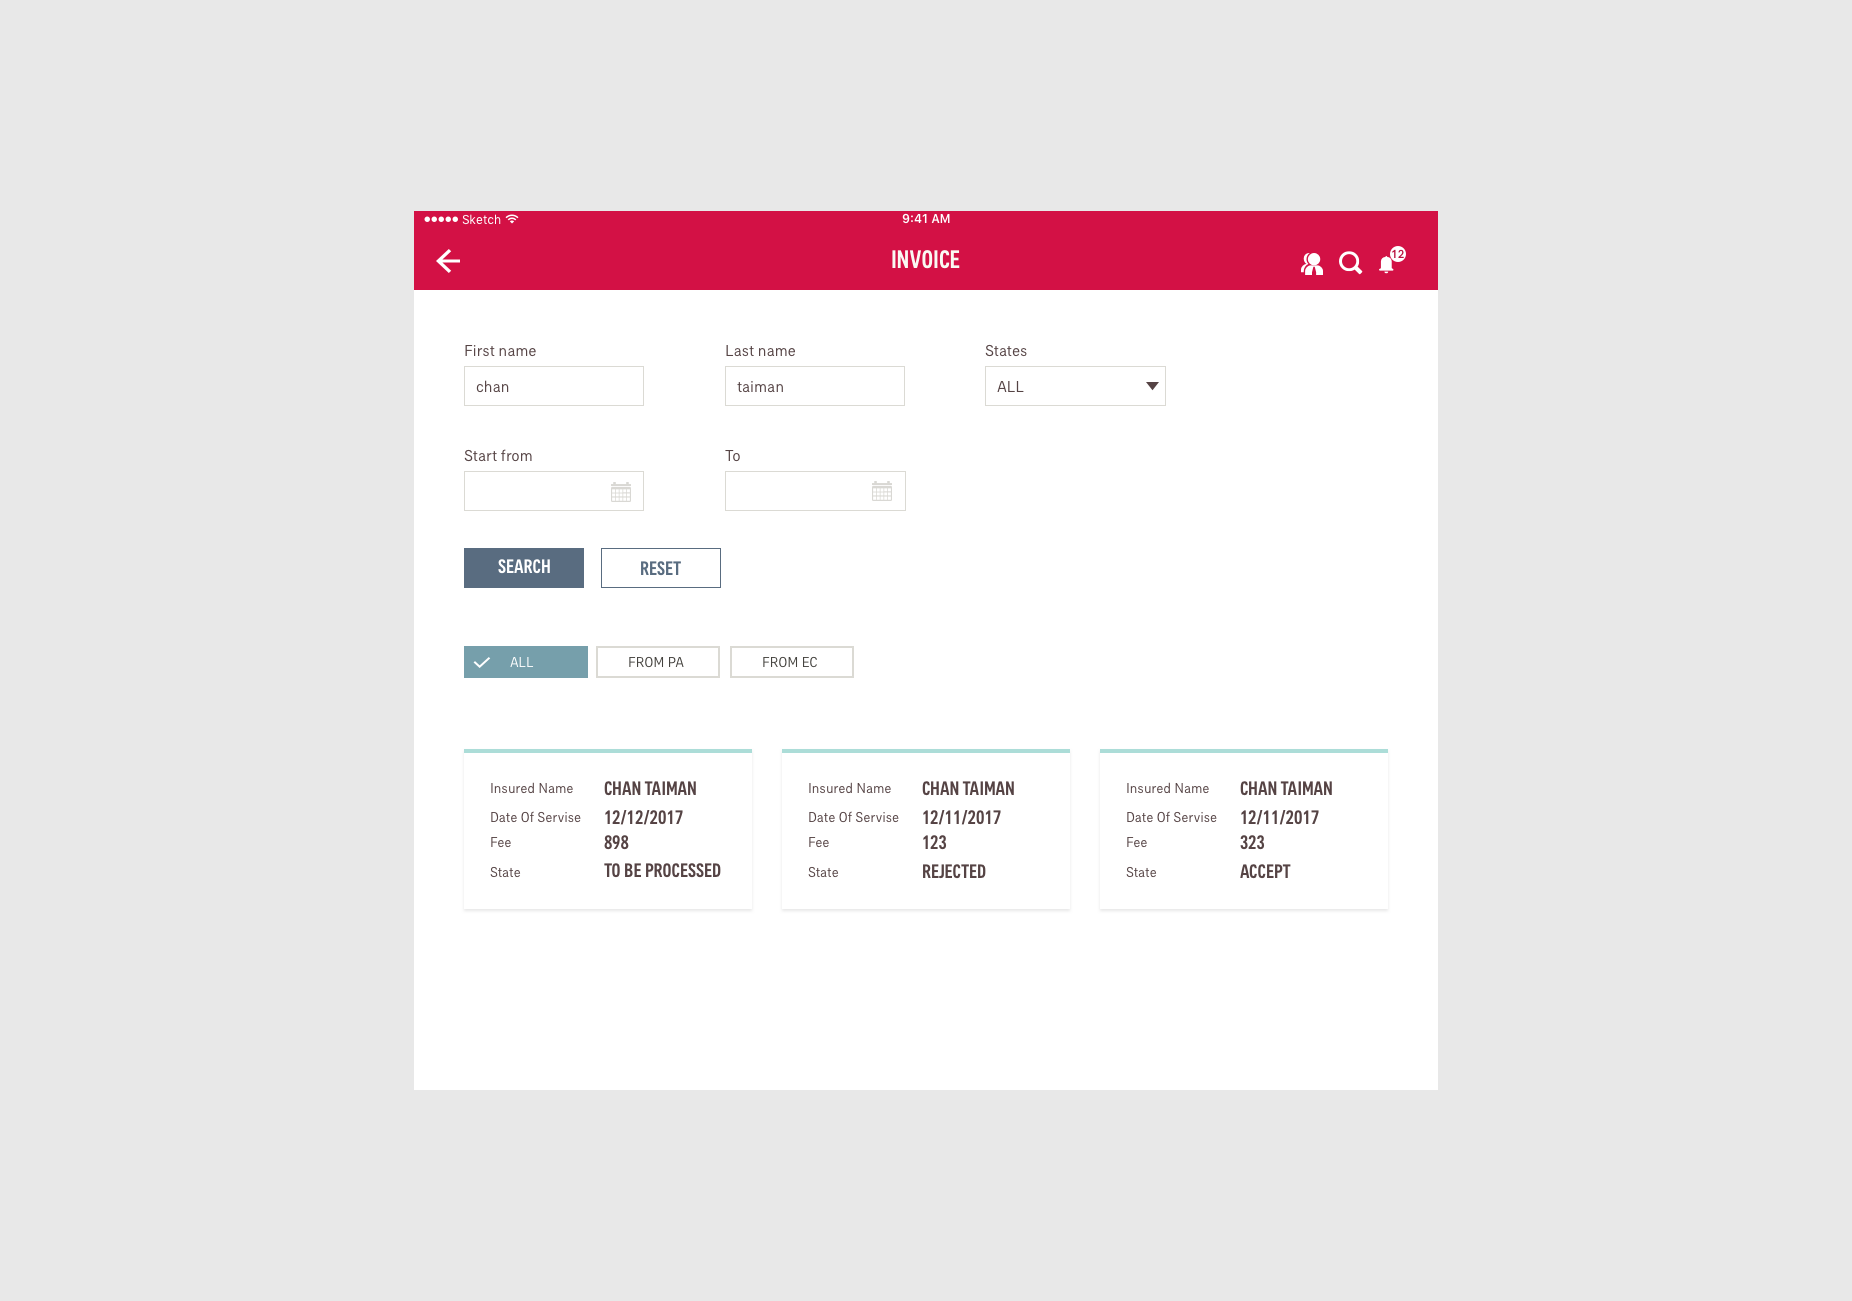 Sketch
9:41 AM
INVOICE
12
First name
Last name
States
chan
taiman
ALL
Start from
To
SEARCH
RESET
ALL
FROM PA
FROM EC
Insured Name CHAN TAIMAN
Date Of Servise 12/12/2017
Fee 898
State TO BE PROCESSED
Insured Name CHAN TAIMAN
Date Of Servise 12/11/2017
Fee 123
State REJECTED
Insured Name CHAN TAIMAN
Date Of Servise 12/11/2017
Fee 323
State ACCEPT